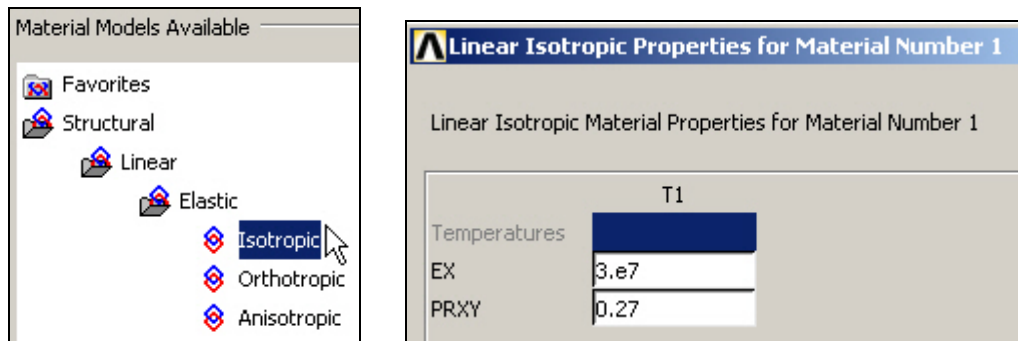 Material Models Available
Favorites
Structural
Linear
Elastic
Isotropic
Orthotropic
Anisotropic
Linear Isotropic Properties for Material Number 1
Linear Isotropic Material Properties for Material Number 1
T1
Temperatures
EX 3.e7
PRXY 0.27